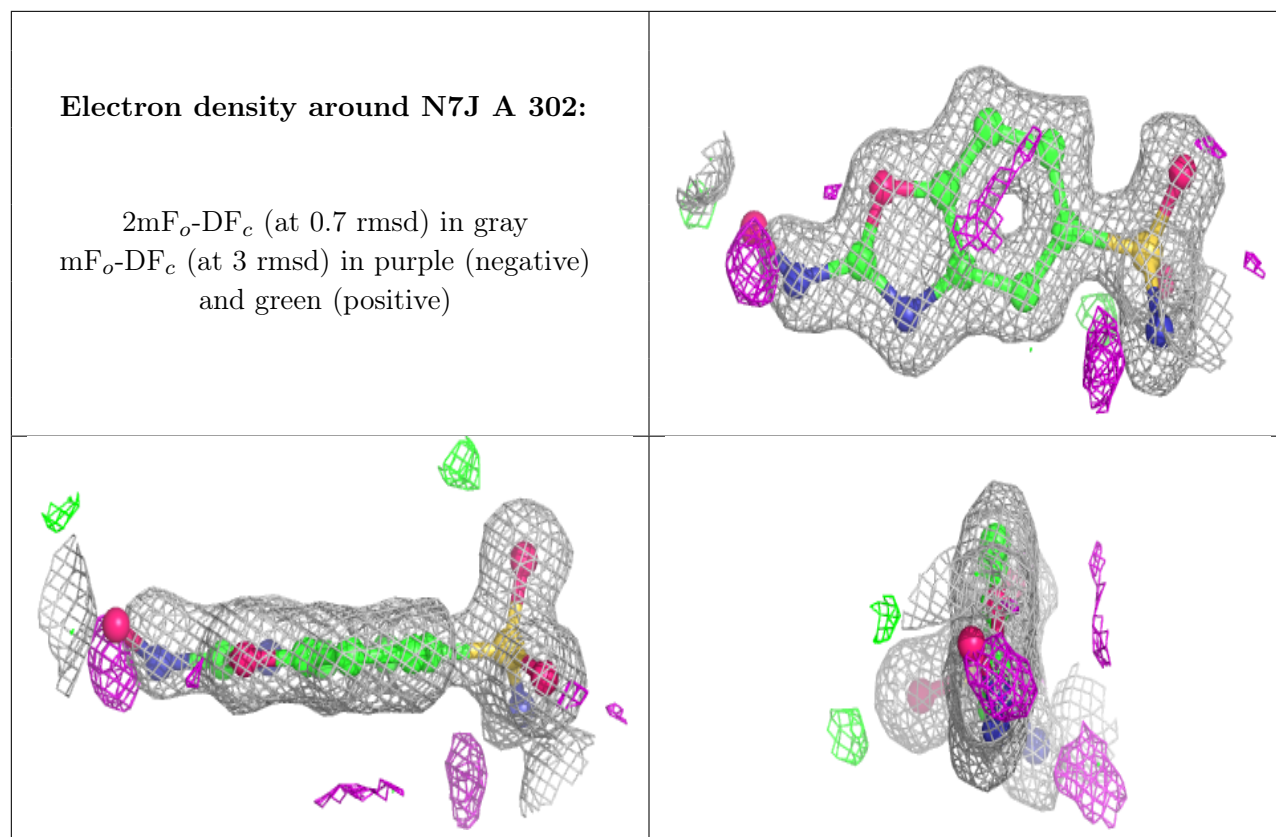 Electron density around N7J A 302:
2mFo-DFc (at 0.7 rmsd) in gray
mFo-DFc (at 3 rmsd) in purple (negative)
and green (positive)